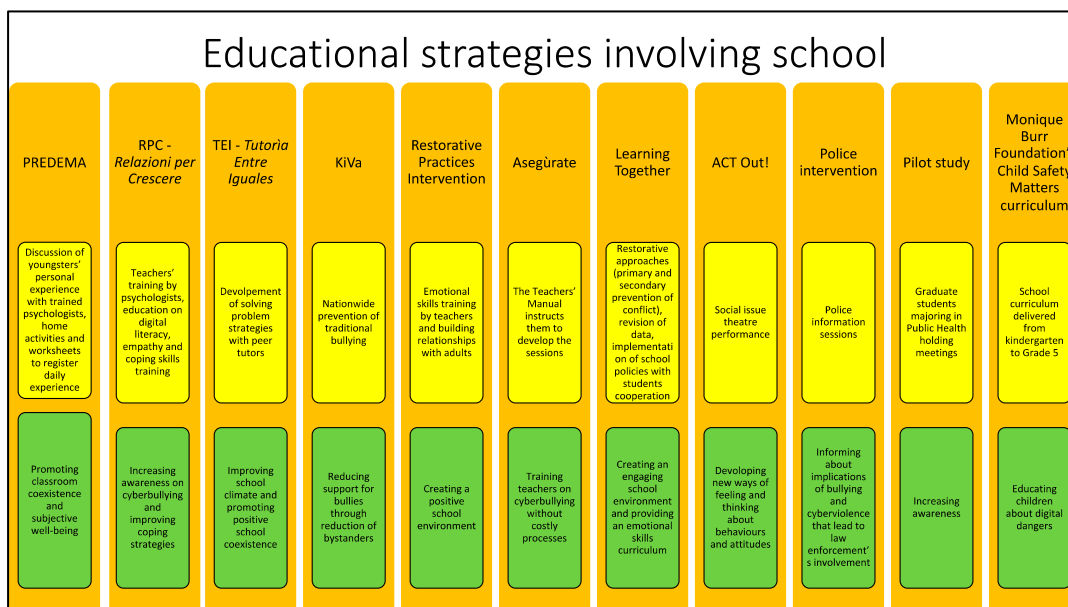 Educational strategies involving school
PREDEMA
Discussion of
youngsters’
personal
experience
with trained
psychologists,
home
activities and
worksheets
to register
daily
experience
Promoting
classroom
coexistence
and
subjective
well-being
RPC -
Relazioni per
Crescere
Teachers’
training by
psychologists,
education on
digital
literacy,
empathy and
coping skills
training
Increasing
awareness on
cyberbullying
and
improving
coping
strategies
TEI - Tutorìa
Entre
Iguales
Devolpement
of solving
problem
strategies
with peer
tutors
Improving
school
climate and
promoting
positive
school
coexistence
KiVa
Nationwide
prevention of
traditional
bullying
Reducing
support for
bullies
through
reduction of
bystanders
Restorative
Practices
Intervention
Emotional
skills training
by teachers
and building
relationships
with adults
Creating a
positive
school
environment
Asegùrate
The Teachers’
Manual
instructs
them to
develop the
sessions
Training
teachers on
cyberbullying
without
costly
processes
Learning
Together
Restorative
approaches
(primary and
secondary
prevention of
conflict),
revision of
data,
implementati
on of school
policies with
students
cooperation
Creating an
engaging
school
environment
and providing
an emotional
skills
curriculum
ACT Out!
Social issue
theatre
performance
Devoloping
new ways of
feeling and
thinking
about
behaviours
and attitudes
Police
intervention
Police
information
sessions
Informing
about
implications
of bullying
and
cyberviolence
that lead to
law
enforcement’
s involvement
Pilot study
Graduate
students
majoring in
Public Health
holding
meetings
Increasing
awareness
Monique
Burr
Foundation’
Child Safety
Matters
curriculum
School
curriculum
delivered
from
kindergarten
to Grade 5
Educating
children
about digital
dangers